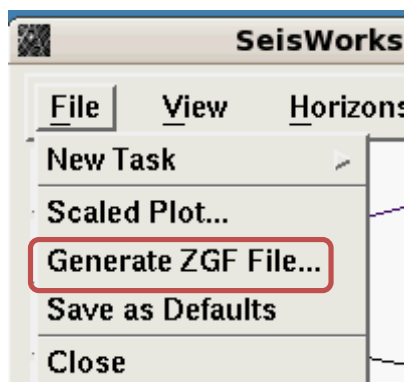 SeisWorks
File View Horizons
New Task
Scaled Plot...
Generate ZGF File...
Save as Defaults
Close